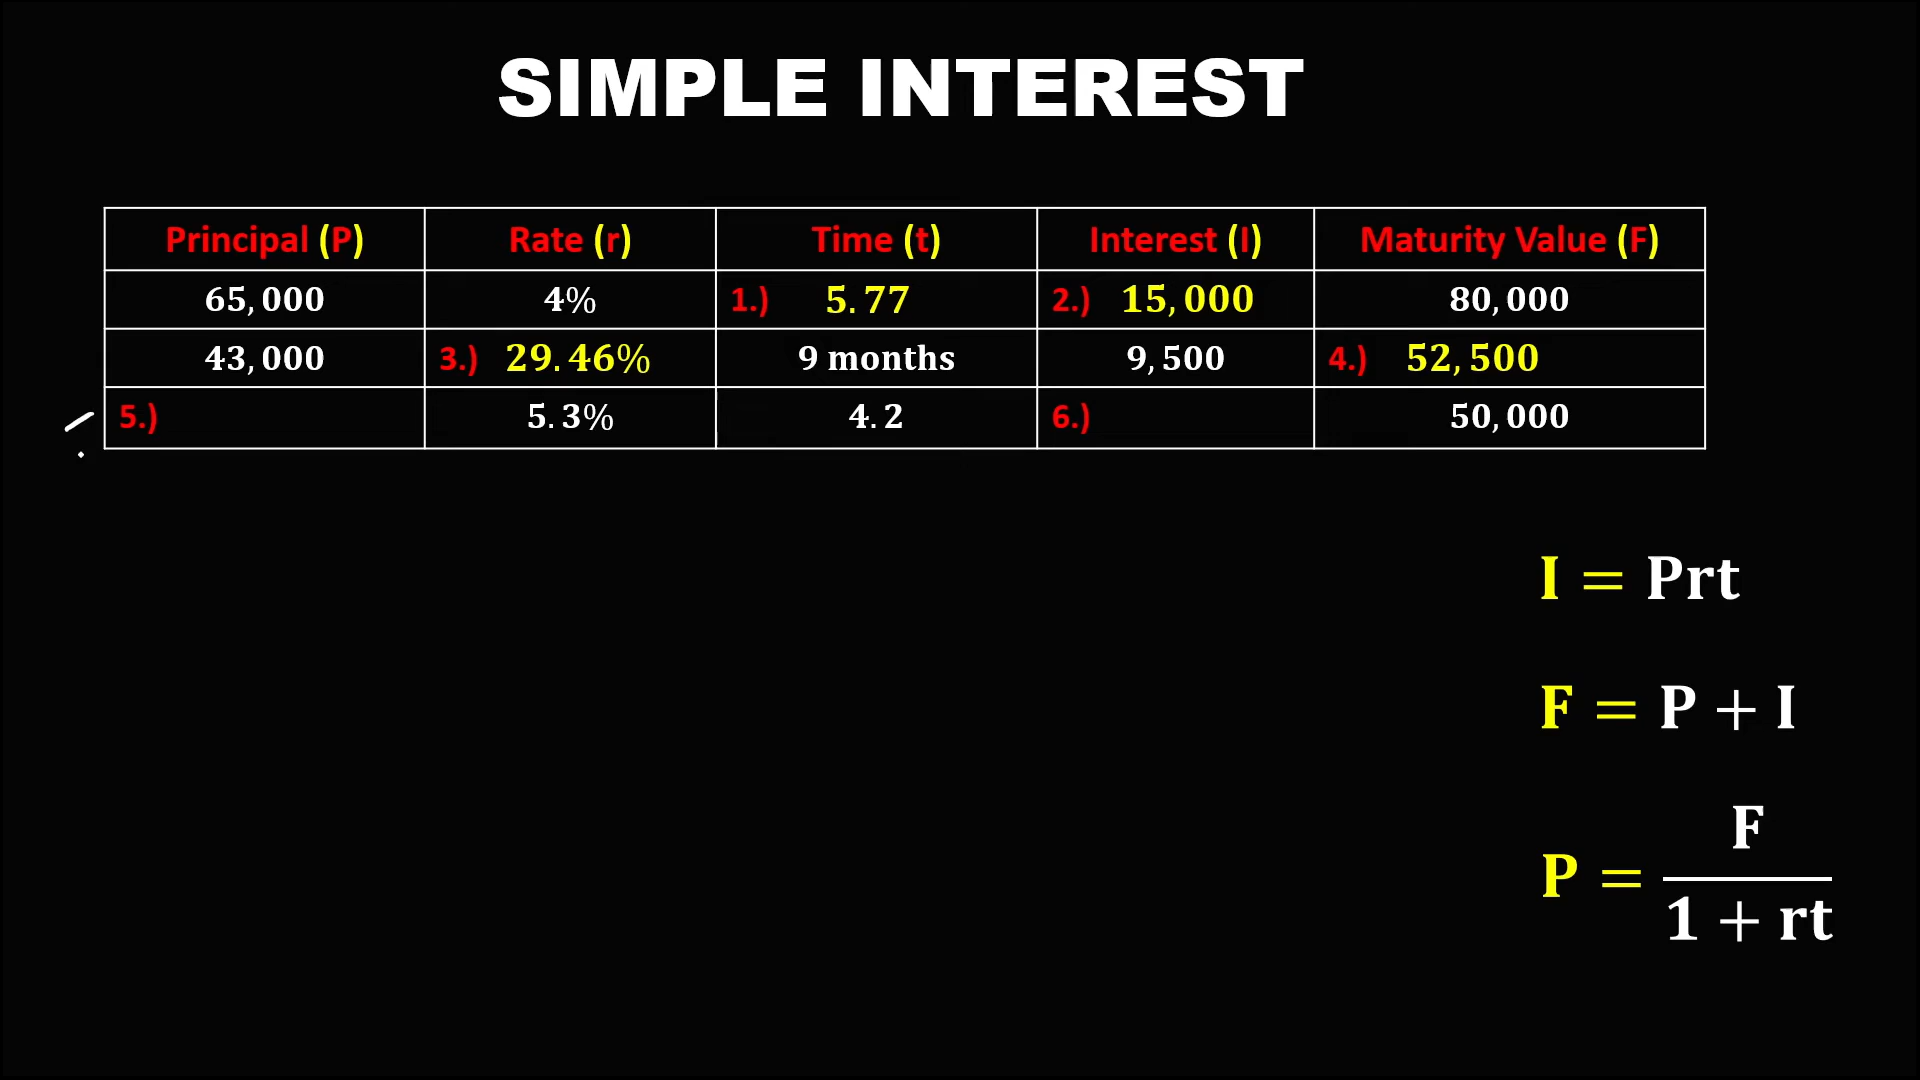 SIMPLE INTEREST
Principal (P) Rate (r) Time (t) Interest (I) Maturity Value (F)
65,000 4% 1.) 5.77 2.) 15,000 80,000
43,000 3.) 29.46% 9 months 9,500 4.) 52,500
5.) 5.3% 4.2 6.) 50,000
I = Prt
F = P + I
P = F
1 + rt